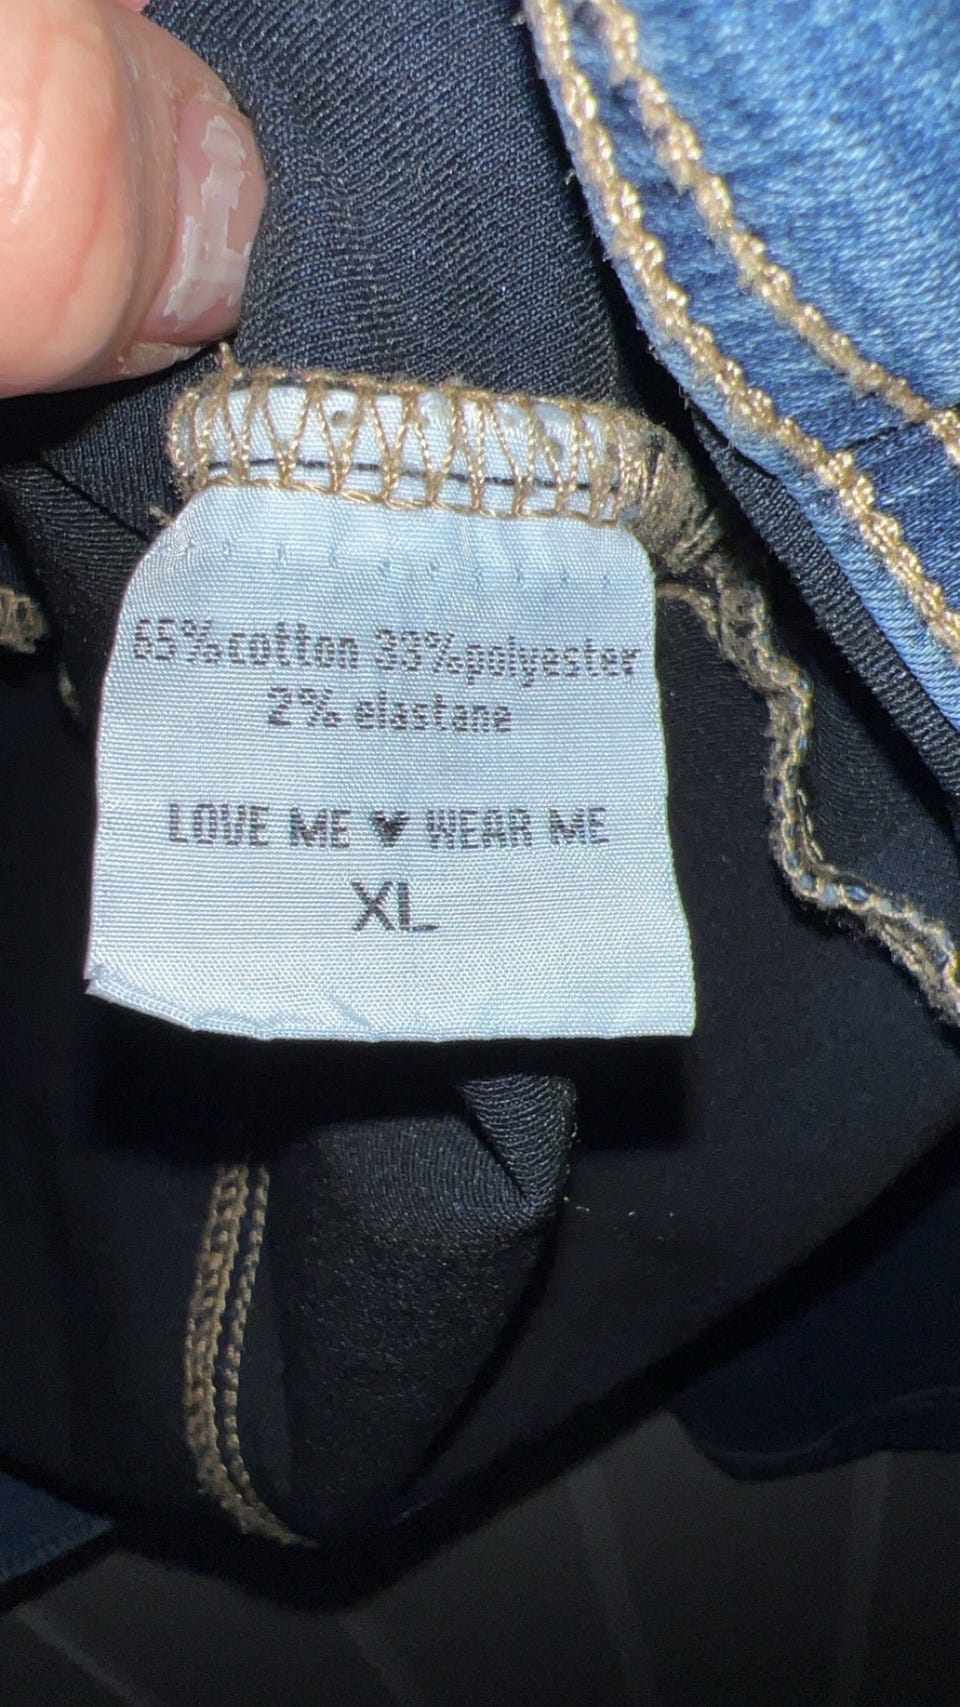 65%cotton 33%polyester
2% elastane
LOVE ME ♥ WEAR ME
XL